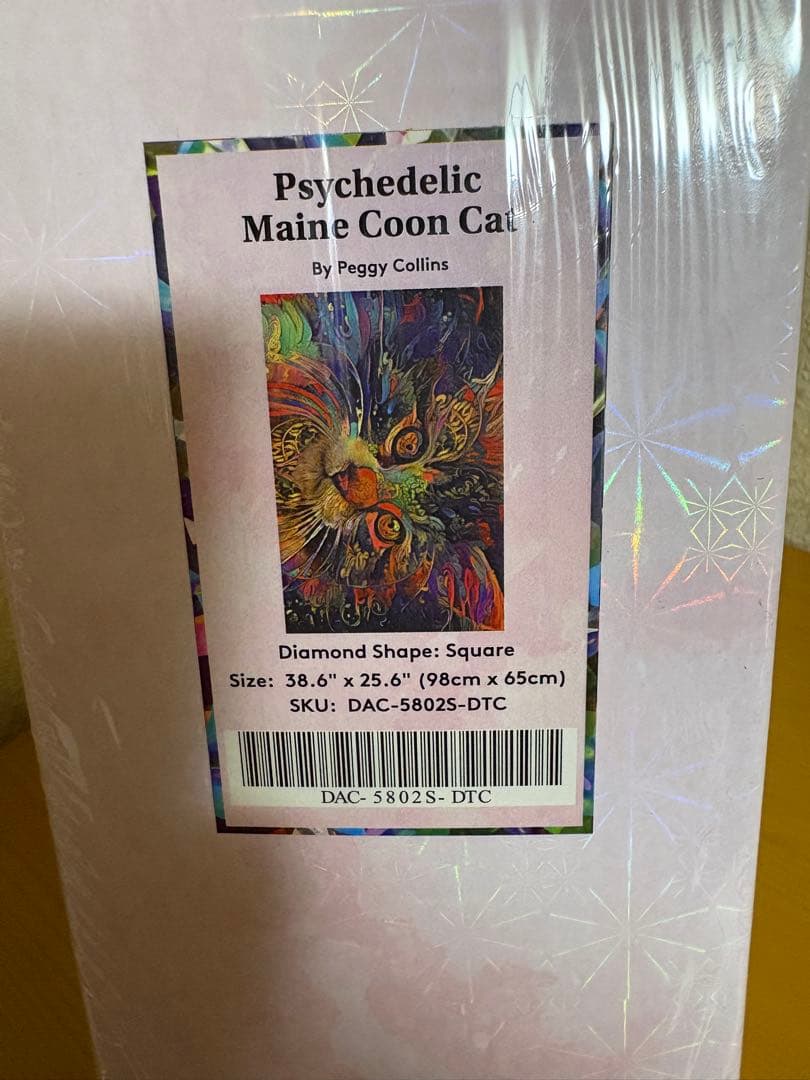 Psychedelic
Maine Coon Cat
By Peggy Collins
Diamond Shape: Square
Size: 38.6" x 25.6" (98cm x 65cm)
SKU: DAC-5802S-DTC
DAC- 5802S- DTC